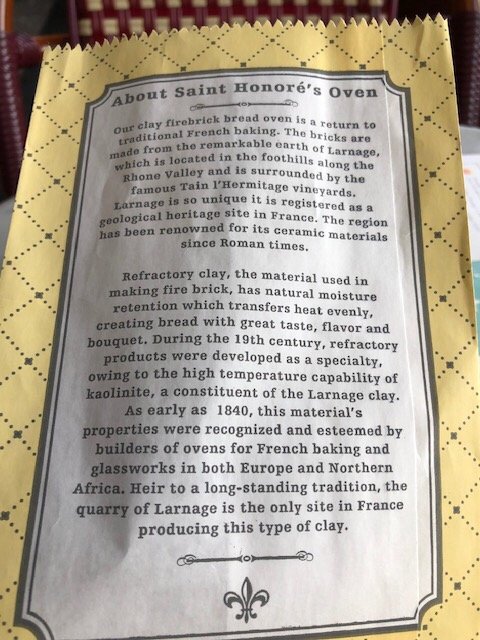 About Saint Honoré's Oven
Our clay firebrick bread oven is a return to
traditional French baking. The bricks are
made from the remarkable earth of Larnage,
which is located in the foothills along the
Rhone Valley and is surrounded by the
famous Tain l'Hermitage vineyards.
Larnage is so unique it is registered as a
geological heritage site in France. The region
has been renowned for its ceramic materials
since Roman times.
Refractory clay, the material used in
making fire brick, has natural moisture
retention which transfers heat evenly,
creating bread with great taste, flavor and
bouquet. During the 19th century, refractory
products were developed as a specialty,
owing to the high temperature capability of
kaolinite, a constituent of the Larnage clay.
As early as 1840, this material's
properties were recognized and esteemed by
builders of ovens for French baking and
glassworks in both Europe and Northern
Africa. Heir to a long-standing tradition, the
quarry of Larnage is the only site in France
producing this type of clay.